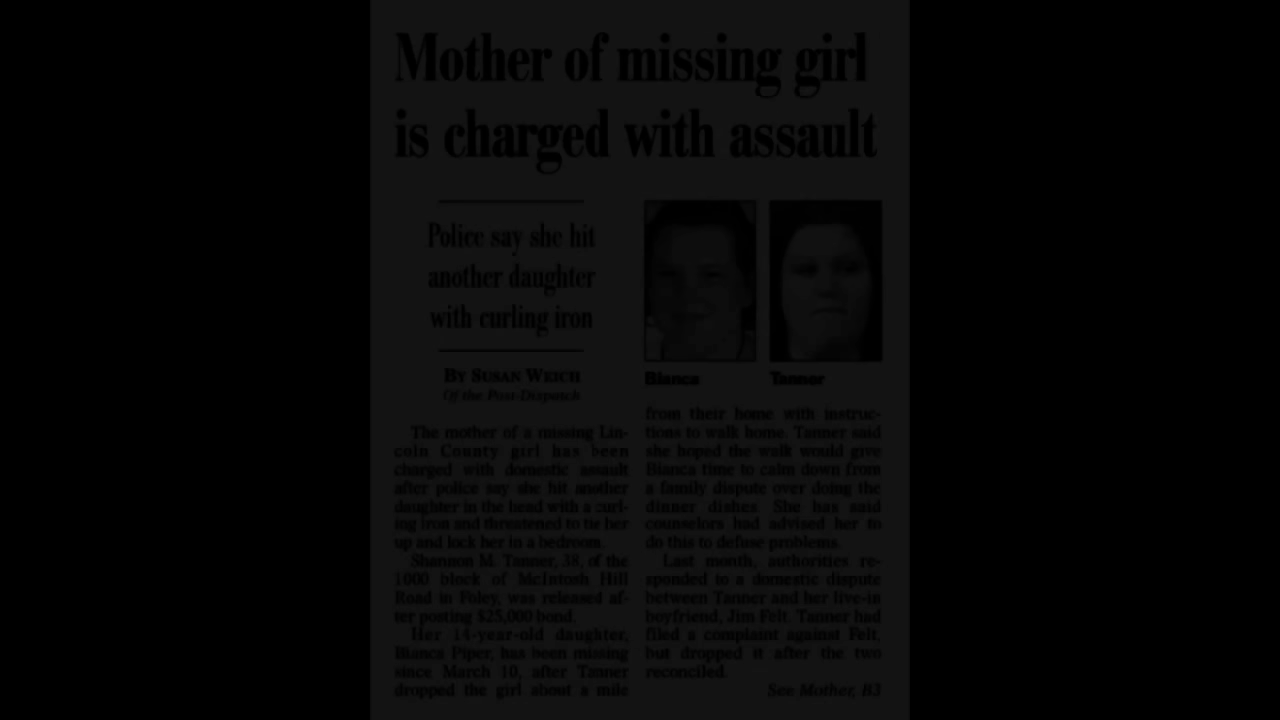 Mother of missing girl
is charged with assault
Police say she hit
another daughter
with curling iron
BY SUSAN WEICH
Of the Post-Dispatch
Bianca
Tannor
The mother of a missing Lin-
coln County girl has been
charged with domestic assault
after police say she hit another
daughter in the head with a curl-
ing iron and threatened to tie her
up and lock her in a bedroom.
Shannon M. Tanner, 38, of the
1000 block of McIntosh Hill
Road in Foley, was released af-
ter posting $25,000 bond.
Her 14-year-old daughter,
Bianca Piper, has been missing
since March 10, after Tanner
dropped the girl about a mile
from their home with instruc-
tions to walk home. Tanner said
she hoped the walk would give
Bianca time to calm down from
a family dispute over doing the
dinner dishes. She has said
counselors had advised her to
do this to defuse problems.
Last month, authorities re-
sponded to a domestic dispute
between Tanner and her live-in
boyfriend, Jim Felt. Tanner had
filed a complaint against Felt,
but dropped it after the two
reconciled.
See Mother, B3